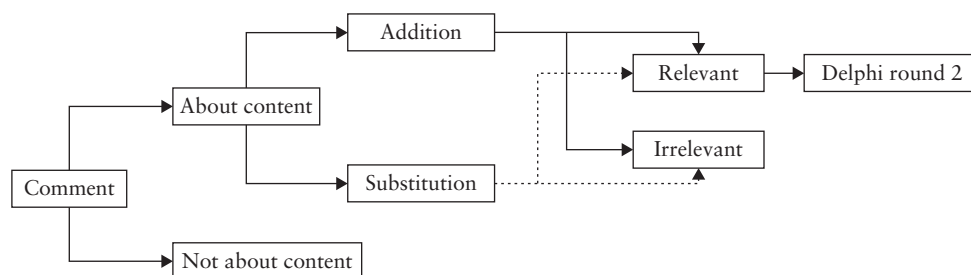 Addition
Relevant
Delphi round 2
About content
Irrelevant
Substitution
Comment
Not about content